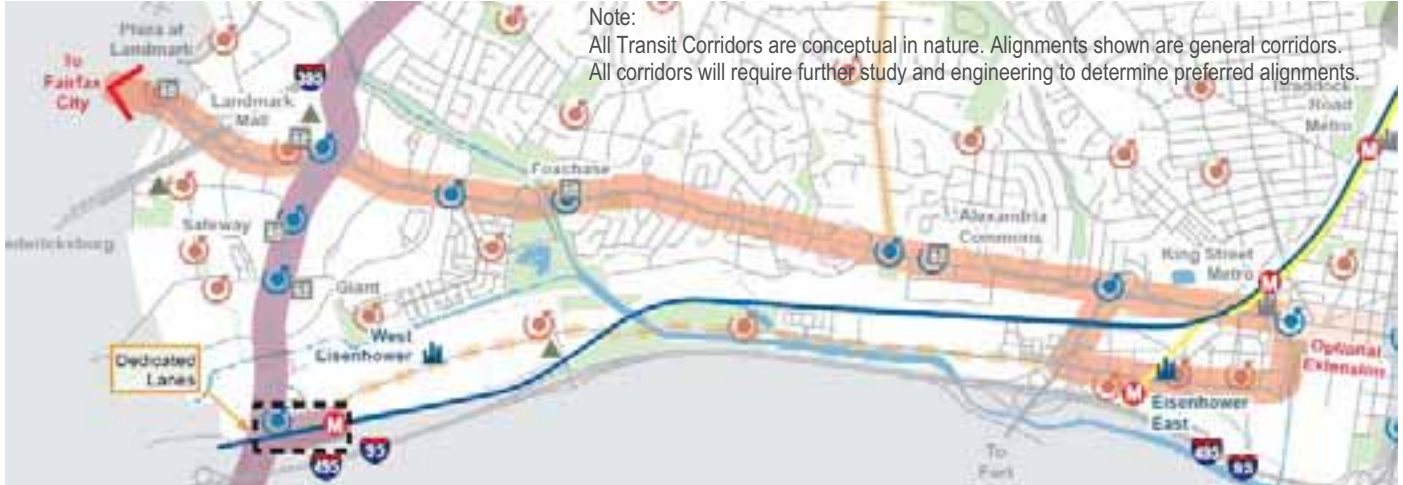 Note:
All Transit Corridors are conceptual in nature. Alignments shown are general corridors.
All corridors will require further study and engineering to determine preferred alignments.
Plaza at
Landmark
To
Fairfax
City
395
Landmark
Mall
Foxchase
Safeway
edericksburg
Giant
West
Eisenhower
Dedicated
Lanes
M
495
95
Alexandria
Commons
King Street
Metro
M
Braddock
Road
Metro
M
Optional
Extension
M
Eisenhower
East
To
Fort
495
95